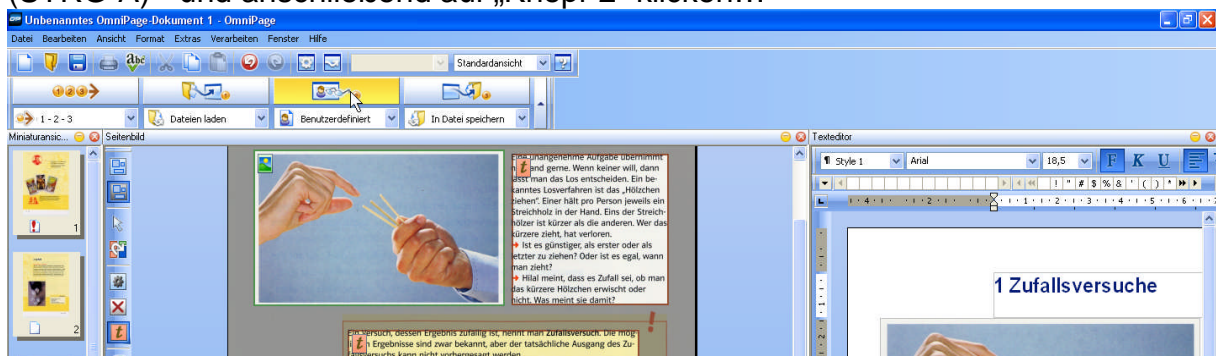 (STRG-A) – und anschließend auf „Knopf 2" klicken…
Unbenanntes OmniPage-Dokument 1 - OmniPage
Datei Bearbeiten Ansicht Format Extras Verarbeiten Fenster Hilfe
Standardansicht
1 2 3
1 - 2 - 3 Dateien laden Benutzerdefiniert In Datei speichern
Miniaturansic... Seitenbild Texteditor
Style 1 Arial 18,5 F K U
! " # $ % & ' ( ) *
Eine unangenehme Aufgabe übernimmt
and gerne. Wenn keiner will, dann
lässt man das Los entscheiden. Ein be-
kanntes Losverfahren ist das „Hölzchen
ziehen". Einer hält pro Person jeweils ein
Streichholz in der Hand. Eins der Streich-
hölzer ist kürzer als die anderen. Wer das
kürzere zieht, hat verloren.
→ Ist es günstiger, als erster oder als
letzter zu ziehen? Oder ist es egal, wann
man zieht?
→ Hilal meint, dass es Zufall sei, ob man
das kürzere Hölzchen erwischt oder
nicht. Was meint sie damit?
1
1 Zufallsversuche
Ein Versuch, dessen Ergebnis zufällig ist, nennt man Zufallsversuch. Die mög
n Ergebnisse sind zwar bekannt, aber der tatsächliche Ausgang des Zu-
fallsversuchs kann nicht vorhergesagt werden.
2